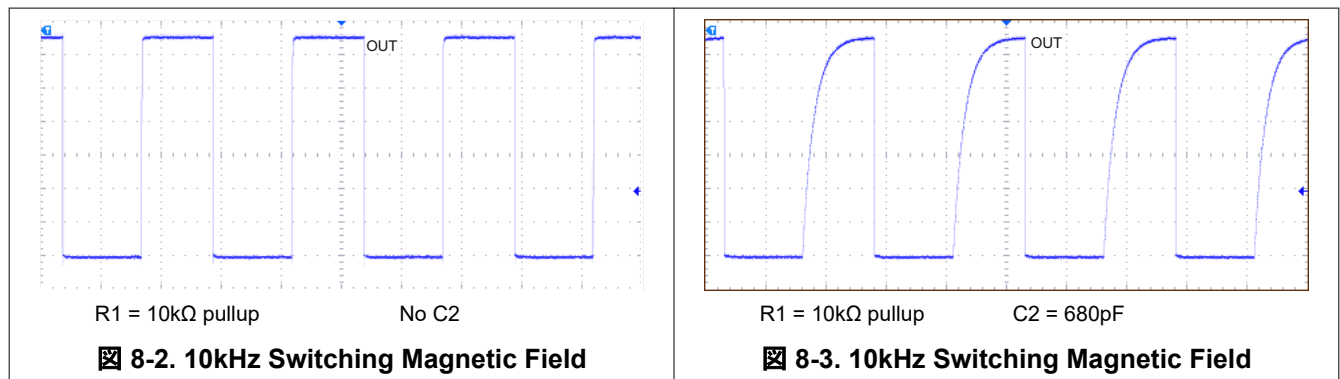 OUT
R1 = 10kΩ pullup No C2
図 8-2. 10kHz Switching Magnetic Field
OUT
R1 = 10kΩ pullup C2 = 680pF
図 8-3. 10kHz Switching Magnetic Field